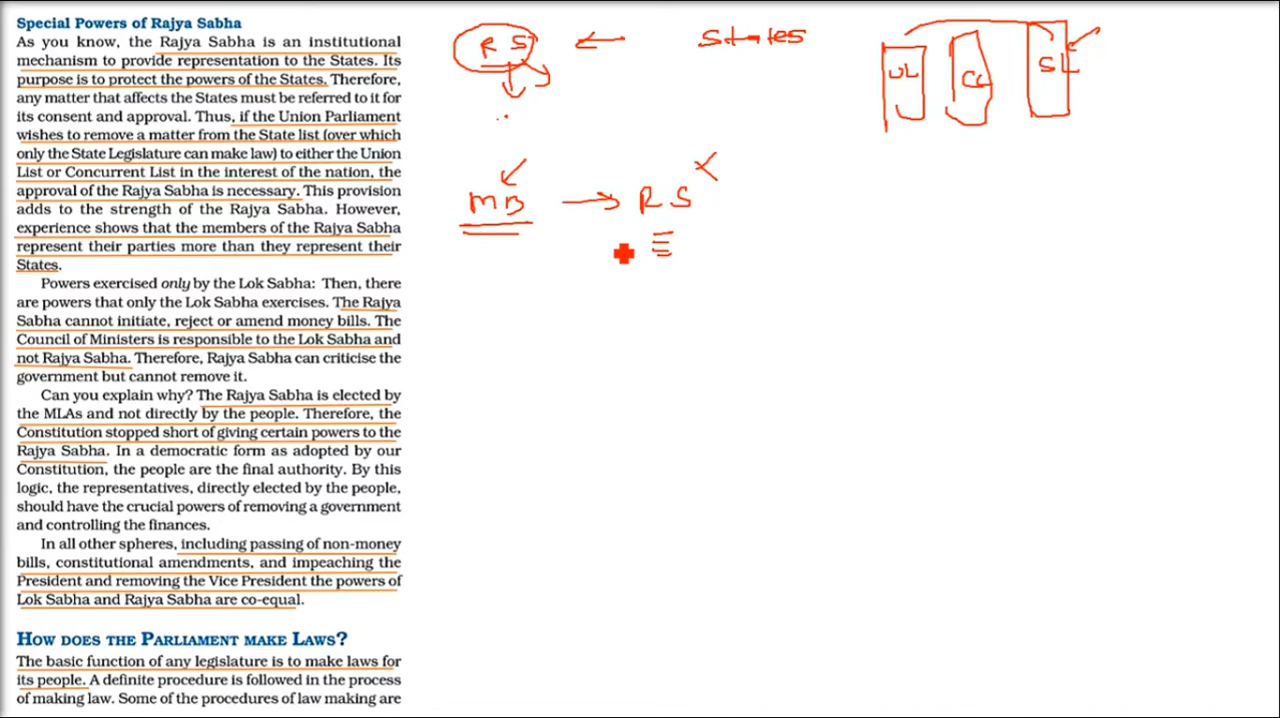 Special Powers of Rajya Sabha
As you know, the Rajya Sabha is an institutional
mechanism to provide representation to the States. Its
purpose is to protect the powers of the States. Therefore,
any matter that affects the States must be referred to it for
its consent and approval. Thus, if the Union Parliament
wishes to remove a matter from the State list (over which
only the State Legislature can make law) to either the Union
List or Concurrent List in the interest of the nation, the
approval of the Rajya Sabha is necessary. This provision
adds to the strength of the Rajya Sabha. However,
experience shows that the members of the Rajya Sabha
represent their parties more than they represent their
States.
Powers exercised only by the Lok Sabha: Then, there
are powers that only the Lok Sabha exercises. The Rajya
Sabha cannot initiate, reject or amend money bills. The
Council of Ministers is responsible to the Lok Sabha and
not Rajya Sabha. Therefore, Rajya Sabha can criticise the
government but cannot remove it.
Can you explain why? The Rajya Sabha is elected by
the MLAs and not directly by the people. Therefore, the
Constitution stopped short of giving certain powers to the
Rajya Sabha. In a democratic form as adopted by our
Constitution, the people are the final authority. By this
logic, the representatives, directly elected by the people,
should have the crucial powers of removing a government
and controlling the finances.
In all other spheres, including passing of non-money
bills, constitutional amendments, and impeaching the
President and removing the Vice President the powers of
Lok Sabha and Rajya Sabha are co-equal.
HOW DOES THE PARLIAMENT MAKE LAWS?
The basic function of any legislature is to make laws for
its people. A definite procedure is followed in the process
of making law. Some of the procedures of law making are
RS ← States
UL CL SL
MB → RS